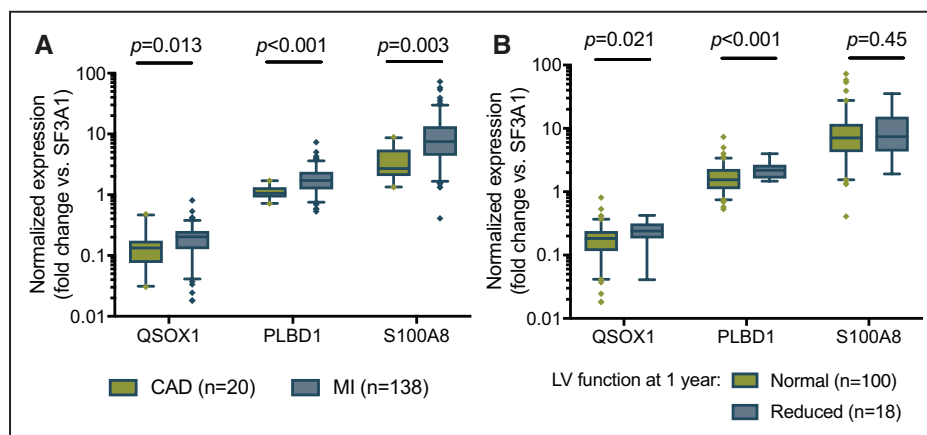 A
p=0.013 p<0.001 p=0.003
Normalized expression
(fold change vs. SF3A1)
100
10
1
0.1
0.01
QSOX1 PLBD1 S100A8
CAD (n=20) MI (n=138)
B
p=0.021 p<0.001 p=0.45
Normalized expression
(fold change vs. SF3A1)
100
10
1
0.1
0.01
QSOX1 PLBD1 S100A8
LV function at 1 year: Normal (n=100)
Reduced (n=18)